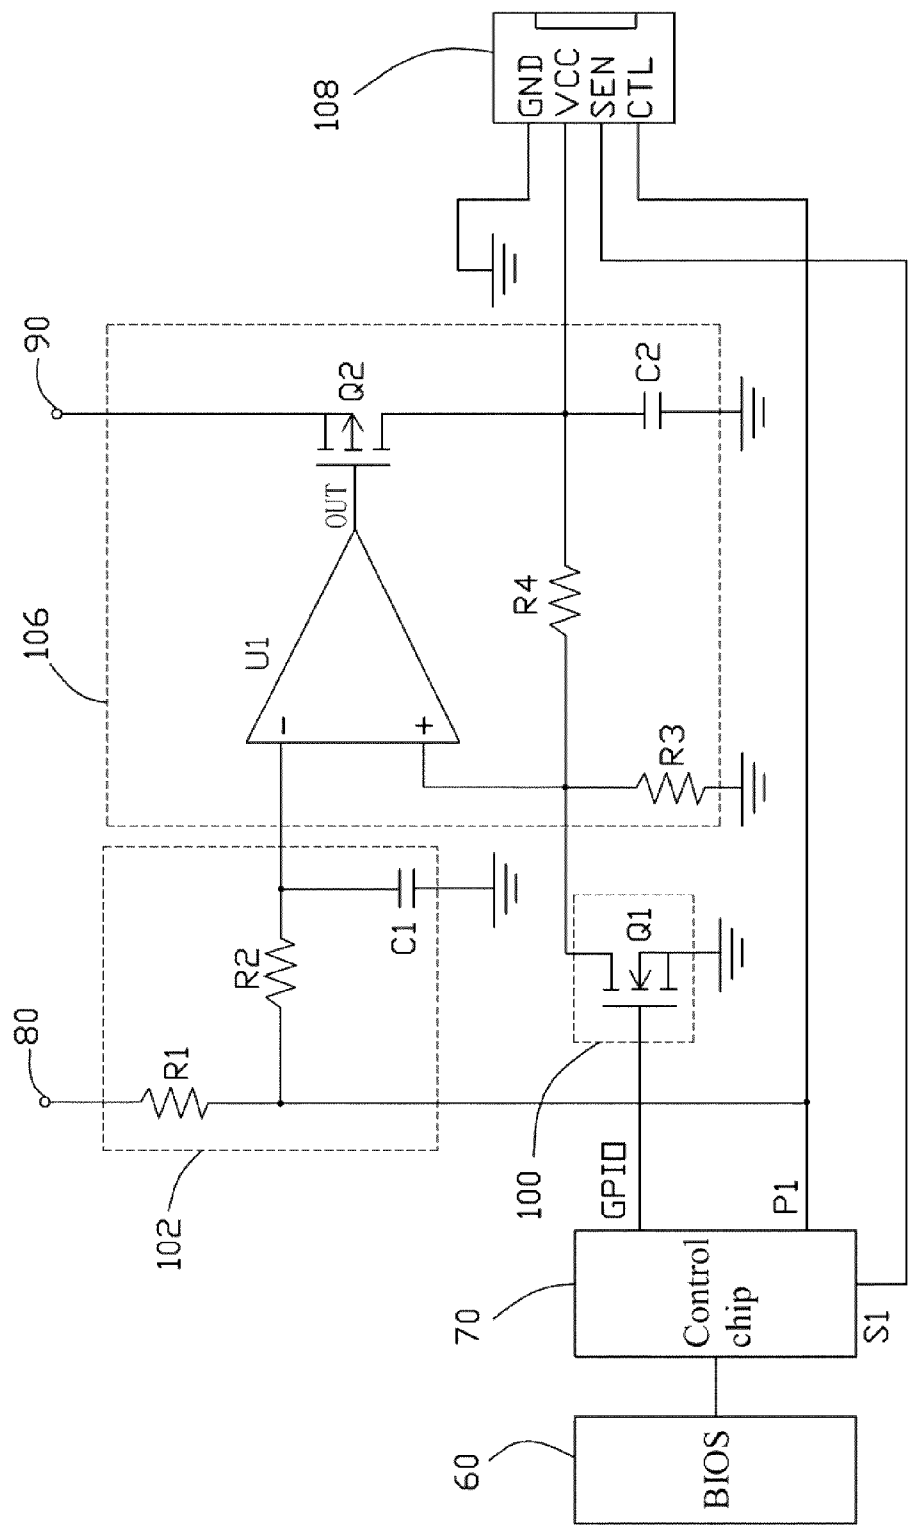 108
GND
VCC
SEN
CTL
90
106
Q2
OUT
U1
C2
R4
R3
80
102
R1
R2
C1
100
Q1
GPIO
P1
70
Control
chip
S1
60
BIOS